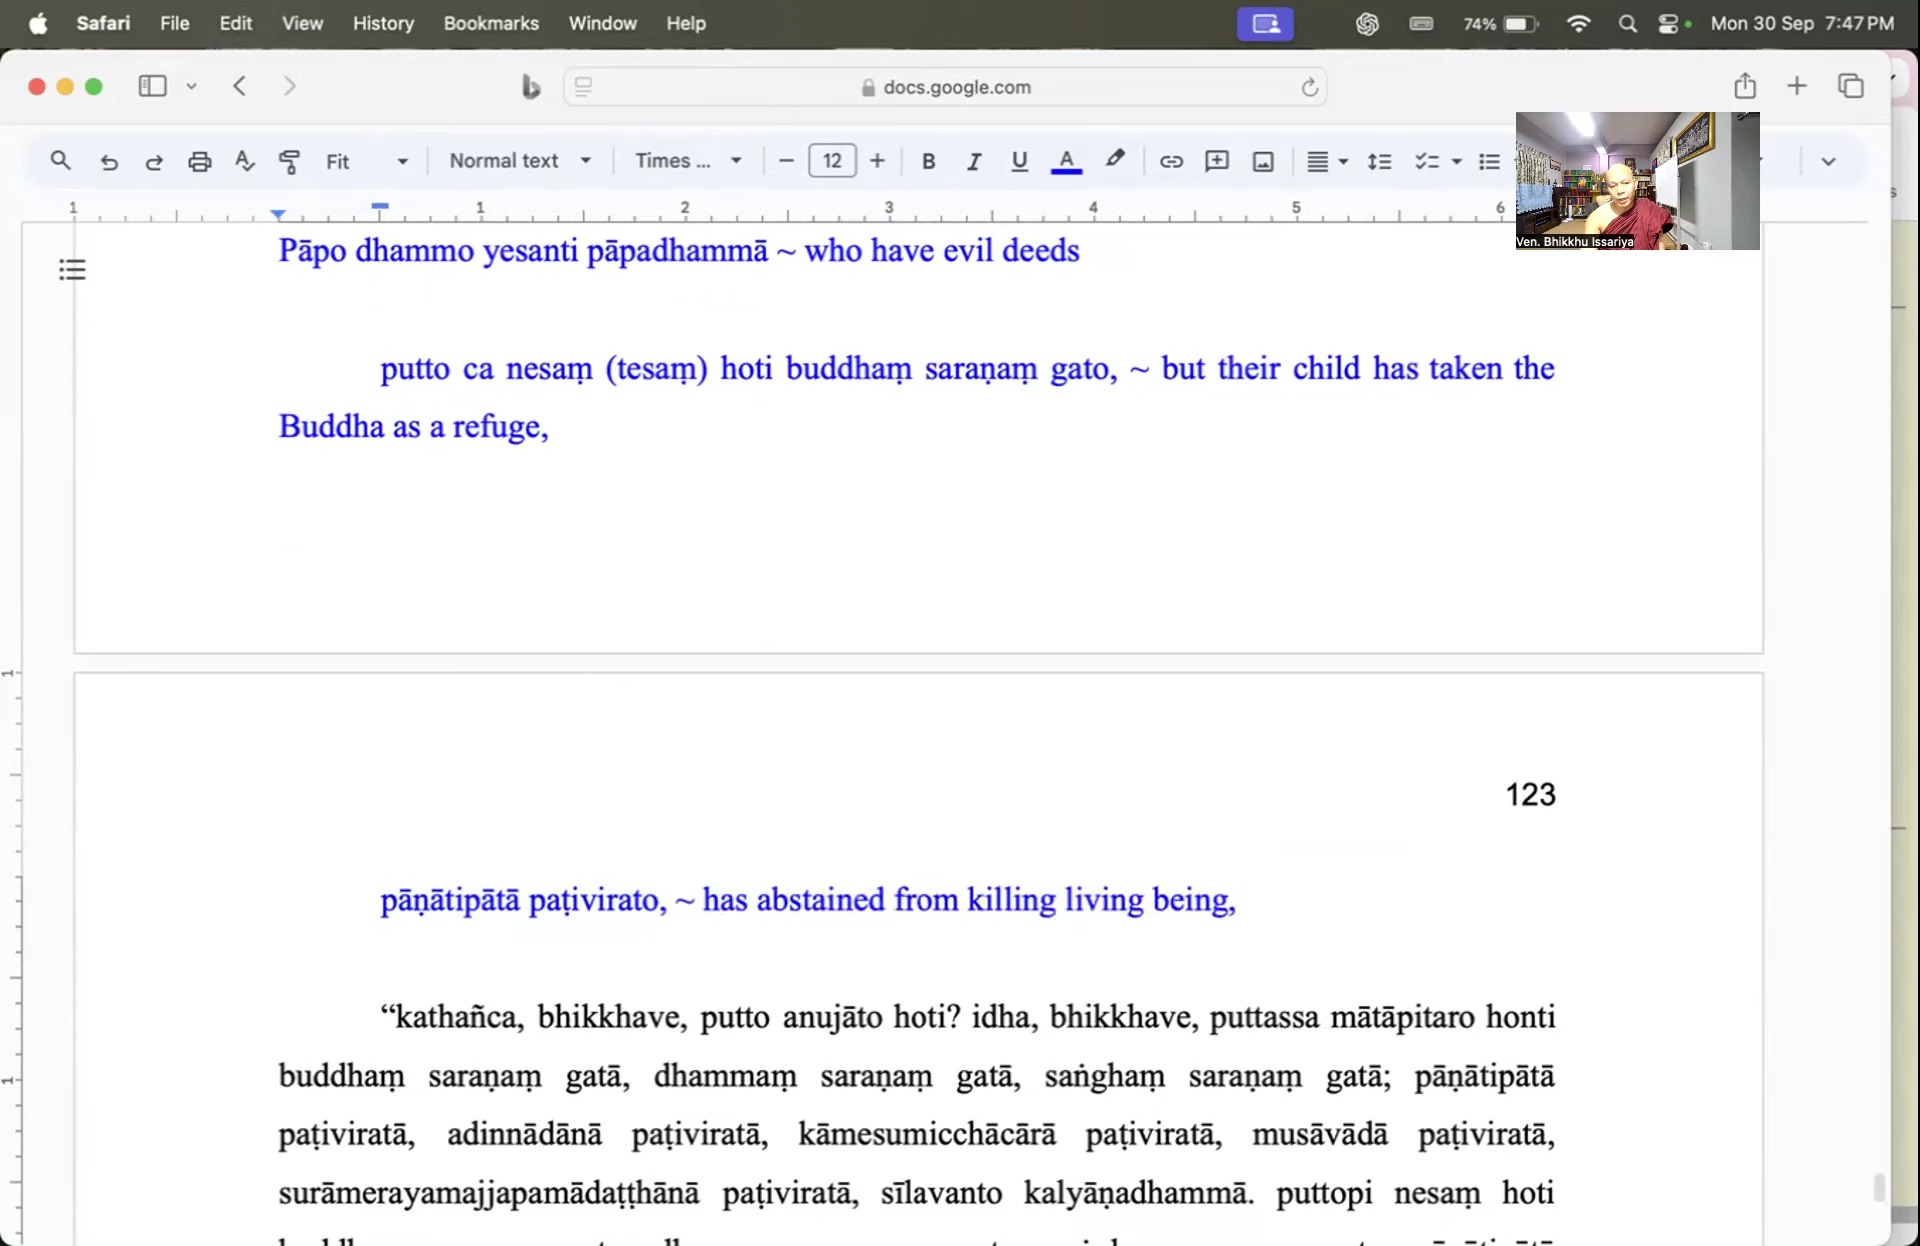 Safari File Edit View History Bookmarks Window Help 74% Mon 30 Sep 7:47 PM
docs.google.com
Fit Normal text Times ... 12 B I U A
1 1 2 3 4 5 6
Ven. Bhikkhu Issariya
Pāpo dhammo yesanti pāpadhammā ~ who have evil deeds
putto ca nesaṃ (tesaṃ) hoti buddhaṃ saraṇaṃ gato, ~ but their child has taken the
Buddha as a refuge,
1
123
pāṇātipātā paṭivirato, ~ has abstained from killing living being,
“kathañca, bhikkhave, putto anujāto hoti? idha, bhikkhave, puttassa mātāpitaro honti
1
buddhaṃ saraṇaṃ gatā, dhammaṃ saraṇaṃ gatā, saṅghaṃ saraṇaṃ gatā; pāṇātipātā
paṭiviratā, adinnādānā paṭiviratā, kāmesumicchācārā paṭiviratā, musāvādā paṭiviratā,
surāmerayamajjapamādaṭṭhānā paṭiviratā, sīlavanto kalyāṇadhammā. puttopi nesaṃ hoti